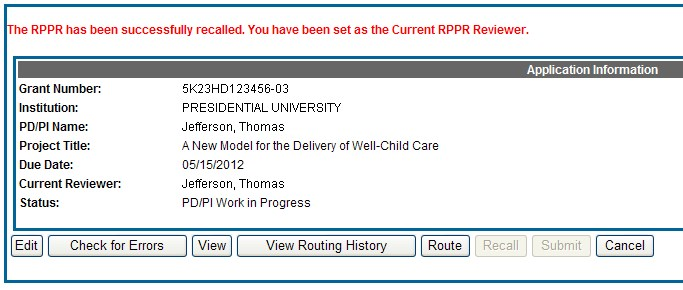 The RPPR has been successfully recalled. You have been set as the Current RPPR Reviewer.
Application Information
Grant Number: 5K23HD123456-03
Institution: PRESIDENTIAL UNIVERSITY
PD/PI Name: Jefferson, Thomas
Project Title: A New Model for the Delivery of Well-Child Care
Due Date: 05/15/2012
Current Reviewer: Jefferson, Thomas
Status: PD/PI Work in Progress
Edit Check for Errors View View Routing History Route Recall Submit Cancel